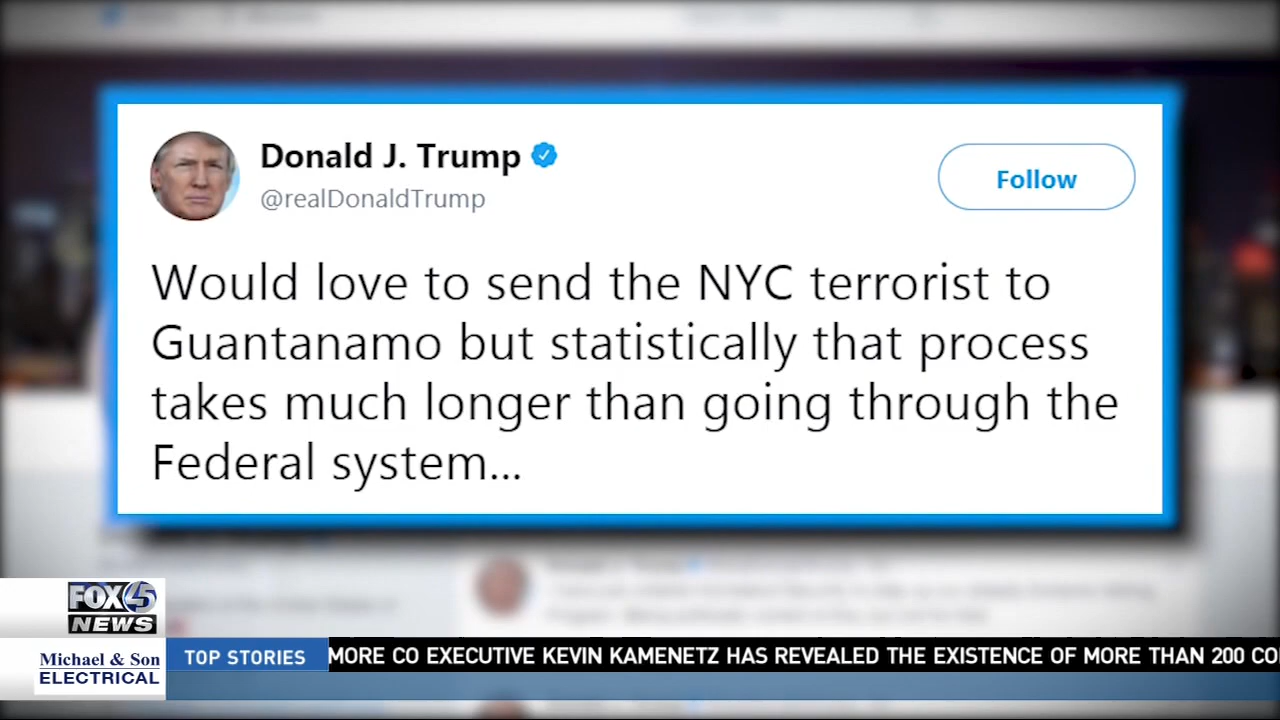 Donald J. Trump
@realDonaldTrump
Follow
Would love to send the NYC terrorist to
Guantanamo but statistically that process
takes much longer than going through the
Federal system...
FOX 45
NEWS
Michael & Son
ELECTRICAL
TOP STORIES
MORE CO EXECUTIVE KEVIN KAMENETZ HAS REVEALED THE EXISTENCE OF MORE THAN 200 CO